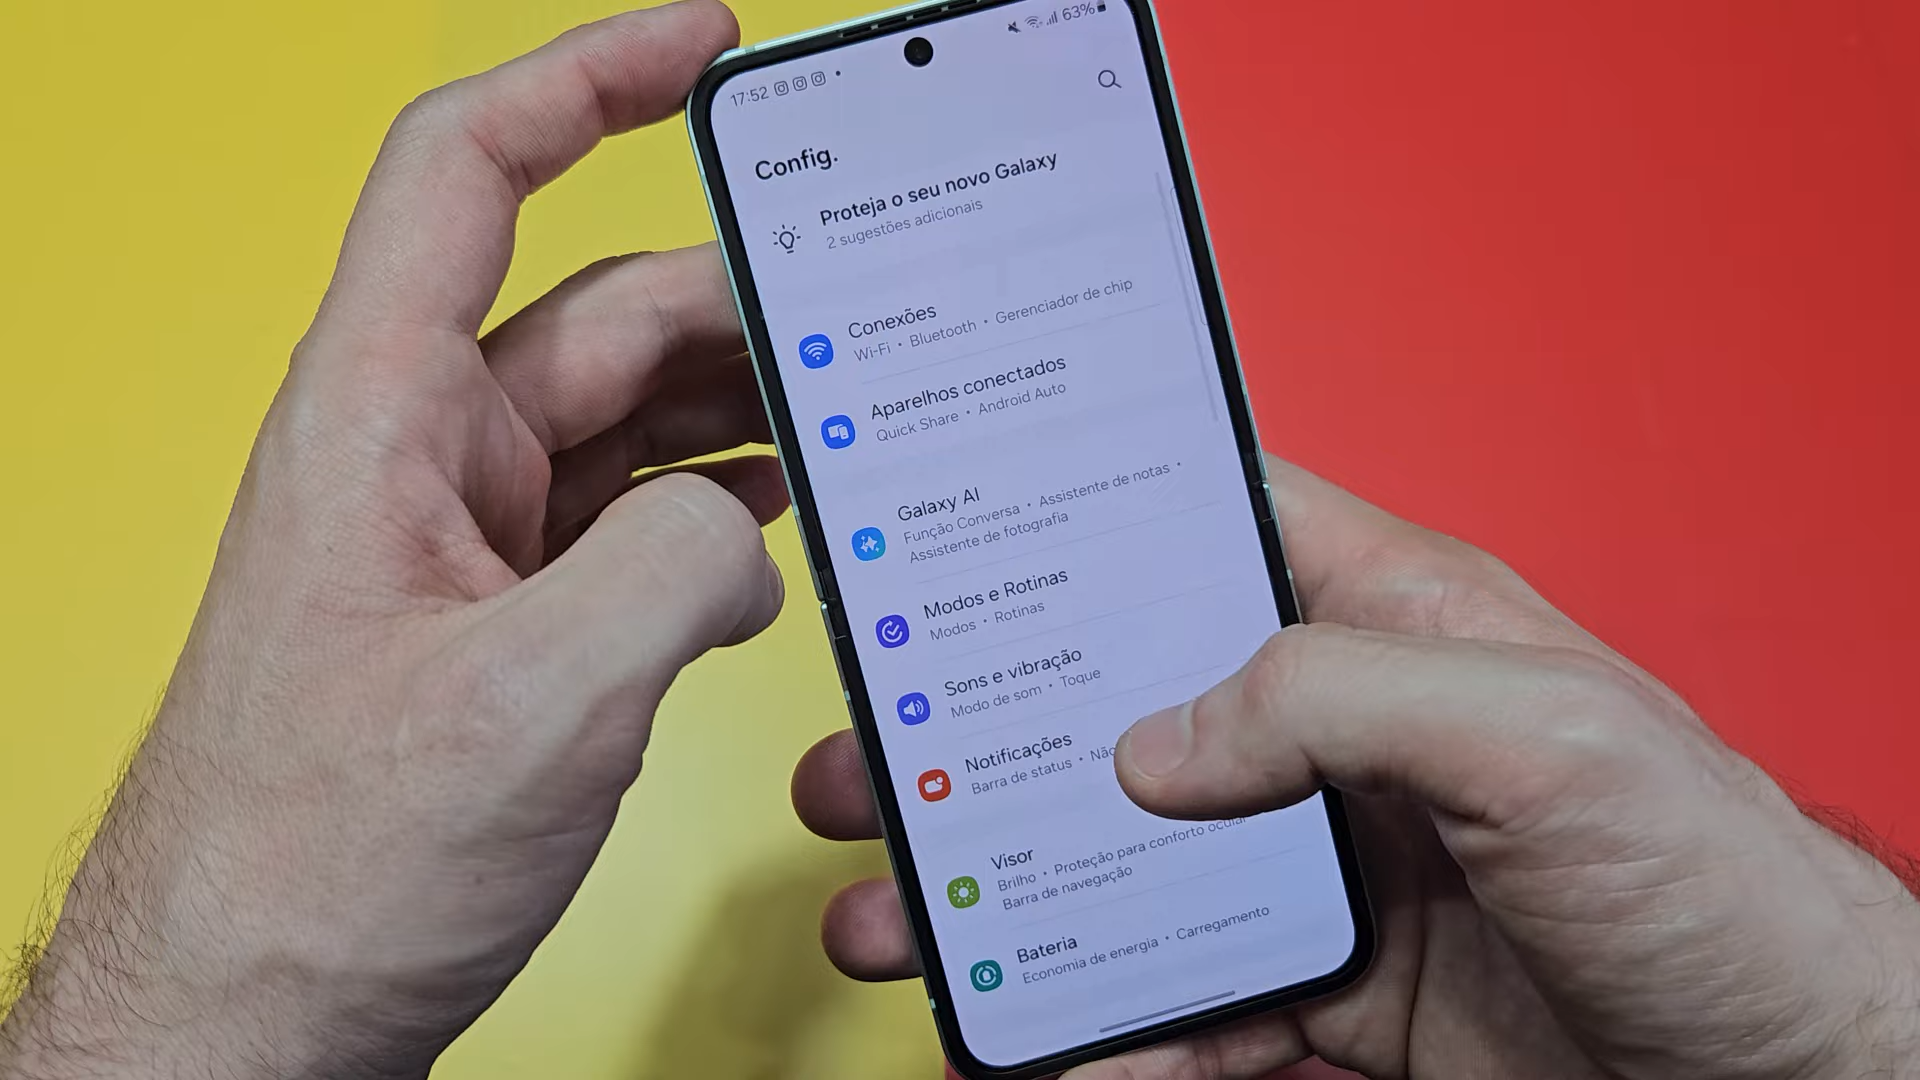 17:52
63%
Config.
Proteja o seu novo Galaxy
2 sugestões adicionais
Conexões
Wi-Fi • Bluetooth • Gerenciador de chip
Aparelhos conectados
Quick Share • Android Auto
Galaxy AI
Função Conversa • Assistente de notas •
Assistente de fotografia
Modos e Rotinas
Modos • Rotinas
Sons e vibração
Modo de som • Toque
Notificações
Barra de status •
Visor
Brilho • Proteção para conforto ocular
Barra de navegação
Bateria
Economia de energia • Carregamento